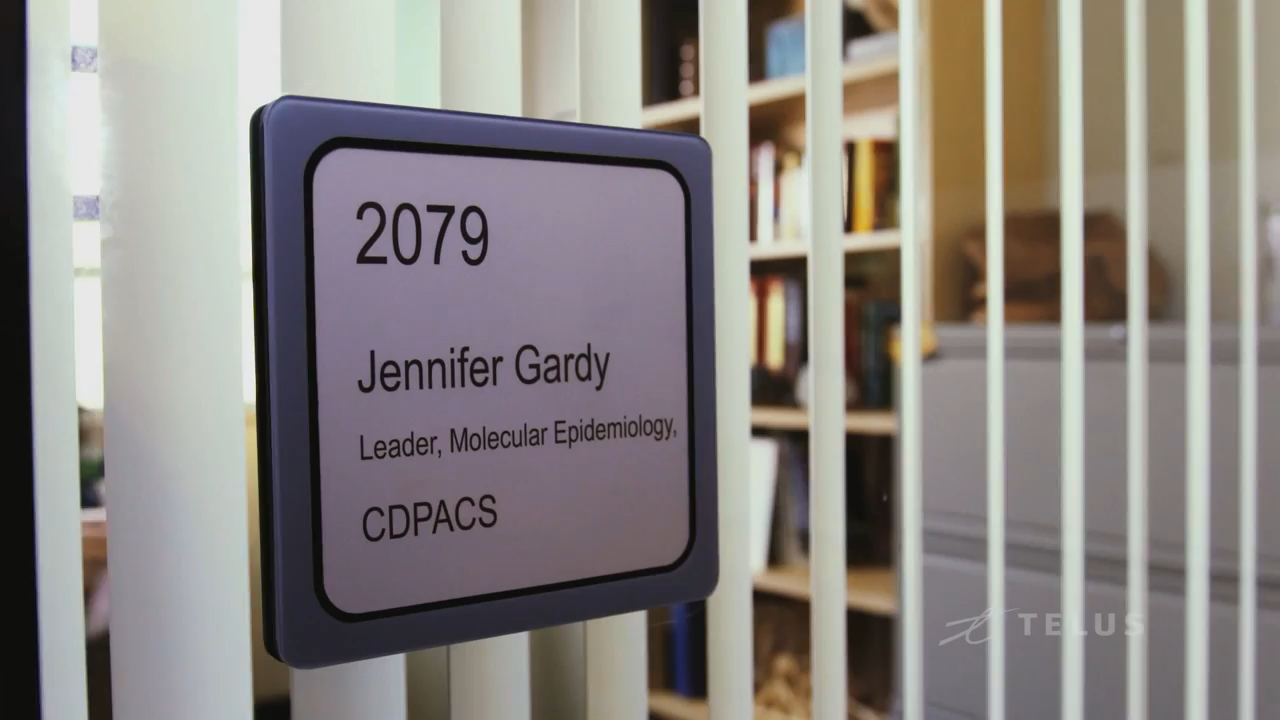 2079
Jennifer Gardy
Leader, Molecular Epidemiology,
CDPACS
TELUS